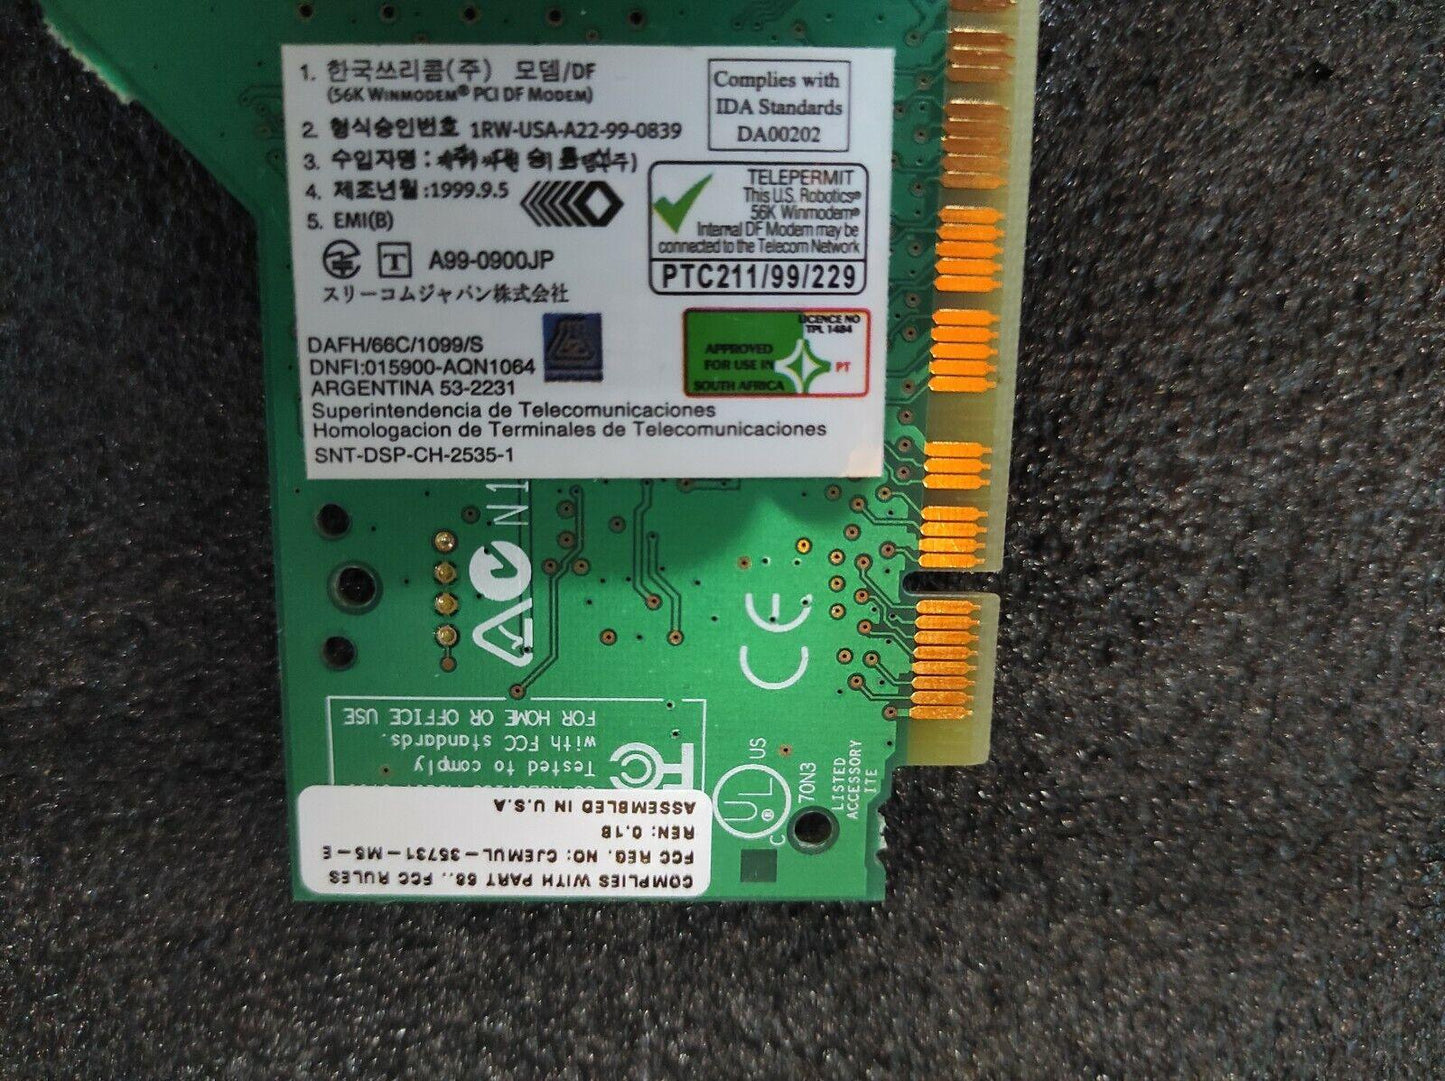 1. 한국쓰리콤(주) 모뎀/DF
(56K WINMODEM® PCI DF MODEM)
2. 형식승인번호 1RW-USA-A22-99-0839
3. 수입자명 :
4. 제조년월 :1999.9.5
5. EMI(B)
T A99-0900JP
スリーコムジャパン株式会社
Complies with
IDA Standards
DA00202
TELEPERMIT
This U.S. Robotics®
56K Winmodem®
Internal DF Modem may be
connected to the Telecom Network
PTC211/99/229
DAFH/66C/1099/S
DNFI:015900-AQN1064
ARGENTINA 53-2231
LICENCE NO
TPL 1484
APPROVED
FOR USE IN
SOUTH AFRICA
PT
Superintendencia de Telecomunicaciones
Homologacion de Terminales de Telecomunicaciones
SNT-DSP-CH-2535-1
N1
CE
Tested to comply
with FCC standards.
FOR HOME OR OFFICE USE
C UL® US
70N3
LISTED
ACCESSORY
ITE
COMPLIES WITH PART 68.. FCC RULES
FCC REG. NO: CJEMUL-35731-M5-E
REN: 0.1B
ASSEMBLED IN U.S.A